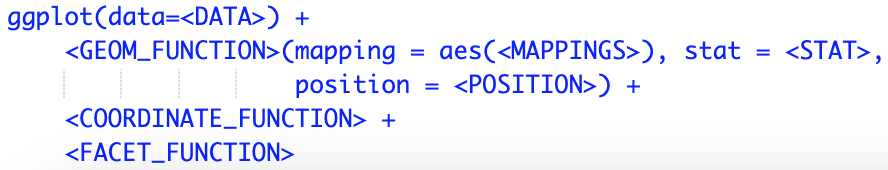 ggplot(data=<DATA>) +
<GEOM_FUNCTION>(mapping = aes(<MAPPINGS>), stat = <STAT>,
position = <POSITION>) +
<COORDINATE_FUNCTION> +
<FACET_FUNCTION>